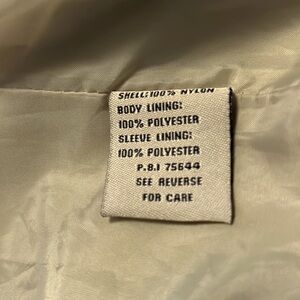 SHELL: 100% NYLON
BODY LINING:
100% POLYESTER
SLEEVE LINING:
100% POLYESTER
P.B.I 75644
SEE REVERSE
FOR CARE